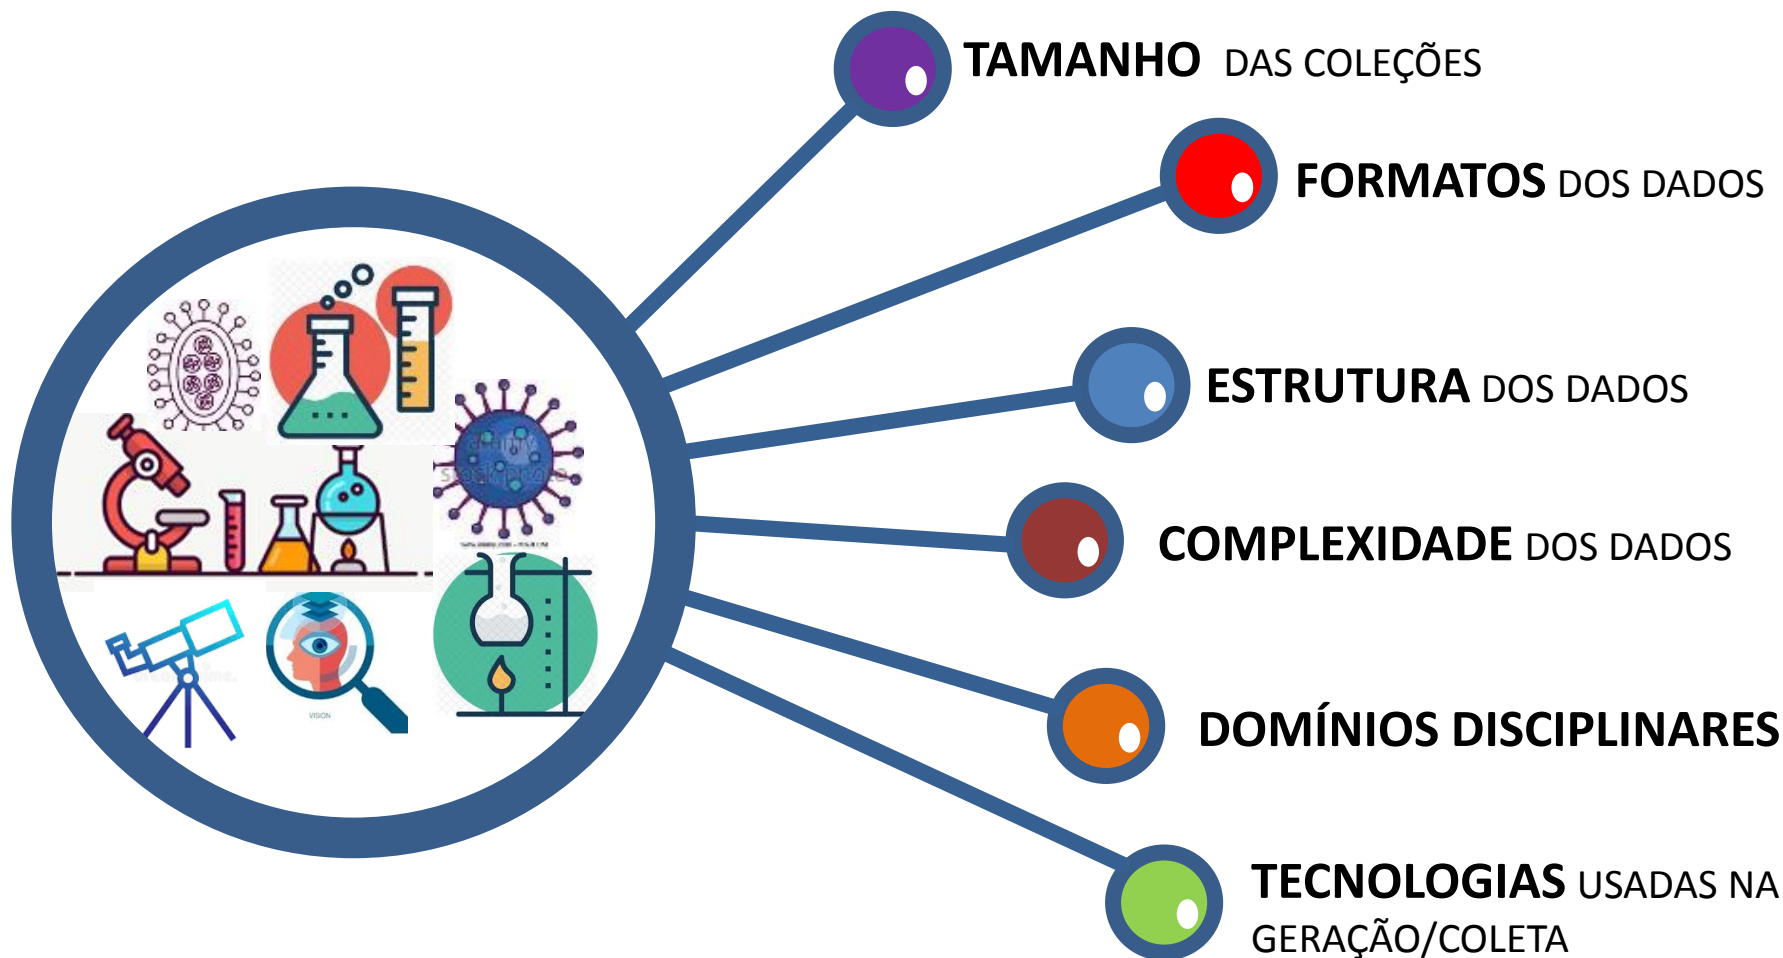 TAMANHO DAS COLEÇÕES
FORMATOS DOS DADOS
ESTRUTURA DOS DADOS
COMPLEXIDADE DOS DADOS
DOMÍNIOS DISCIPLINARES
TECNOLOGIAS USADAS NA
GERAÇÃO/COLETA
VISION